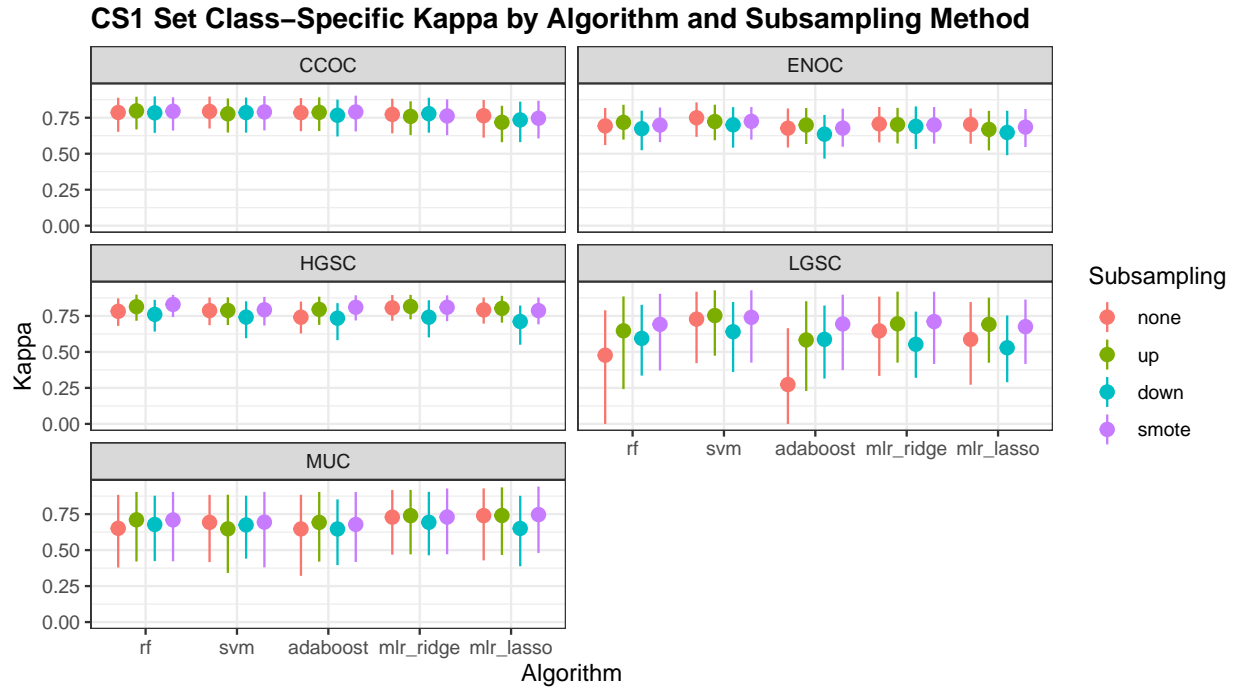 CS1 Set Class−Specific Kappa by Algorithm and Subsampling Method
CCOC
ENOC
0.75
0.50
0.25
0.00
HGSC
LGSC
0.75
0.50
0.25
0.00
rf svm adaboost mlr_ridge mlr_lasso
MUC
0.75
0.50
0.25
0.00
rf svm adaboost mlr_ridge mlr_lasso
Kappa
Algorithm
Subsampling
none
up
down
smote